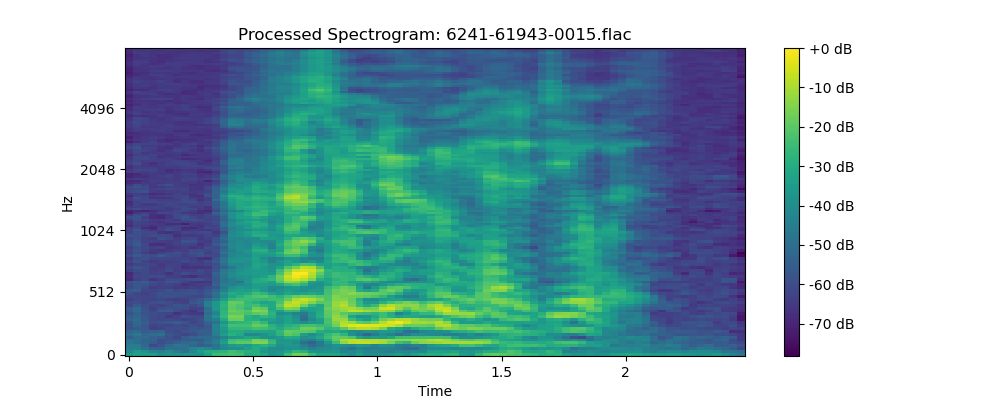 Processed Spectrogram: 6241-61943-0015.flac
+0 dB
-10 dB
-20 dB
-30 dB
-40 dB
-50 dB
-60 dB
-70 dB
4096
2048
1024
512
0
Hz
0
0.5
1
1.5
2
Time